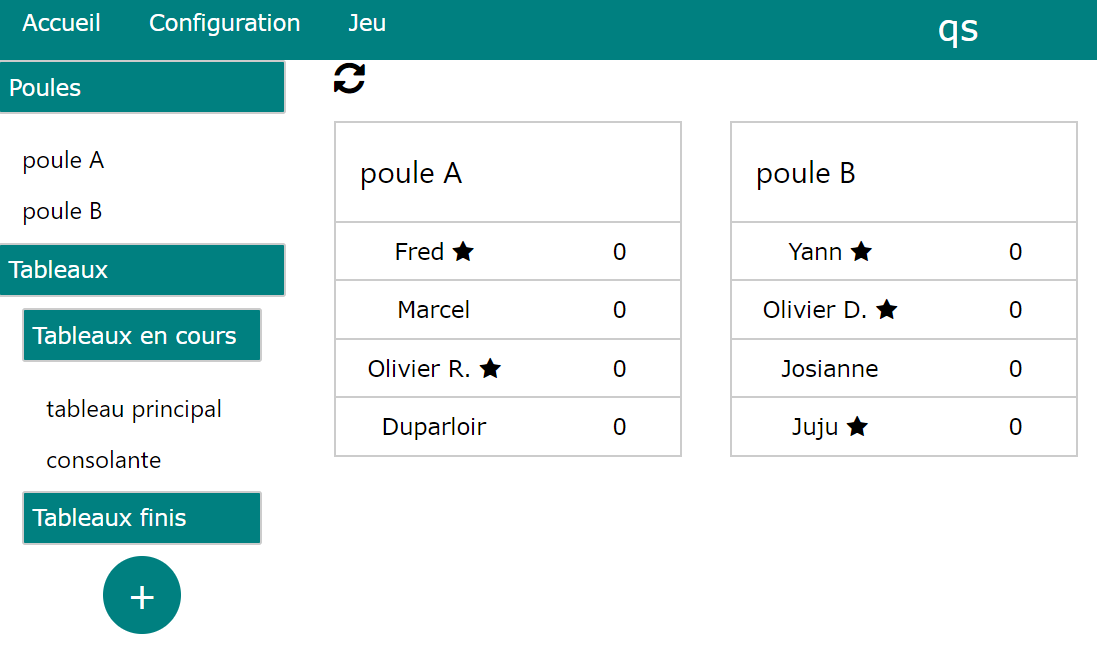 Accueil Configuration Jeu qs
Poules
poule A
poule B
Tableaux
Tableaux en cours
tableau principal
consolante
Tableaux finis
+
poule A
Fred ★ 0
Marcel 0
Olivier R. ★ 0
Duparloir 0
poule B
Yann ★ 0
Olivier D. ★ 0
Josianne 0
Juju ★ 0